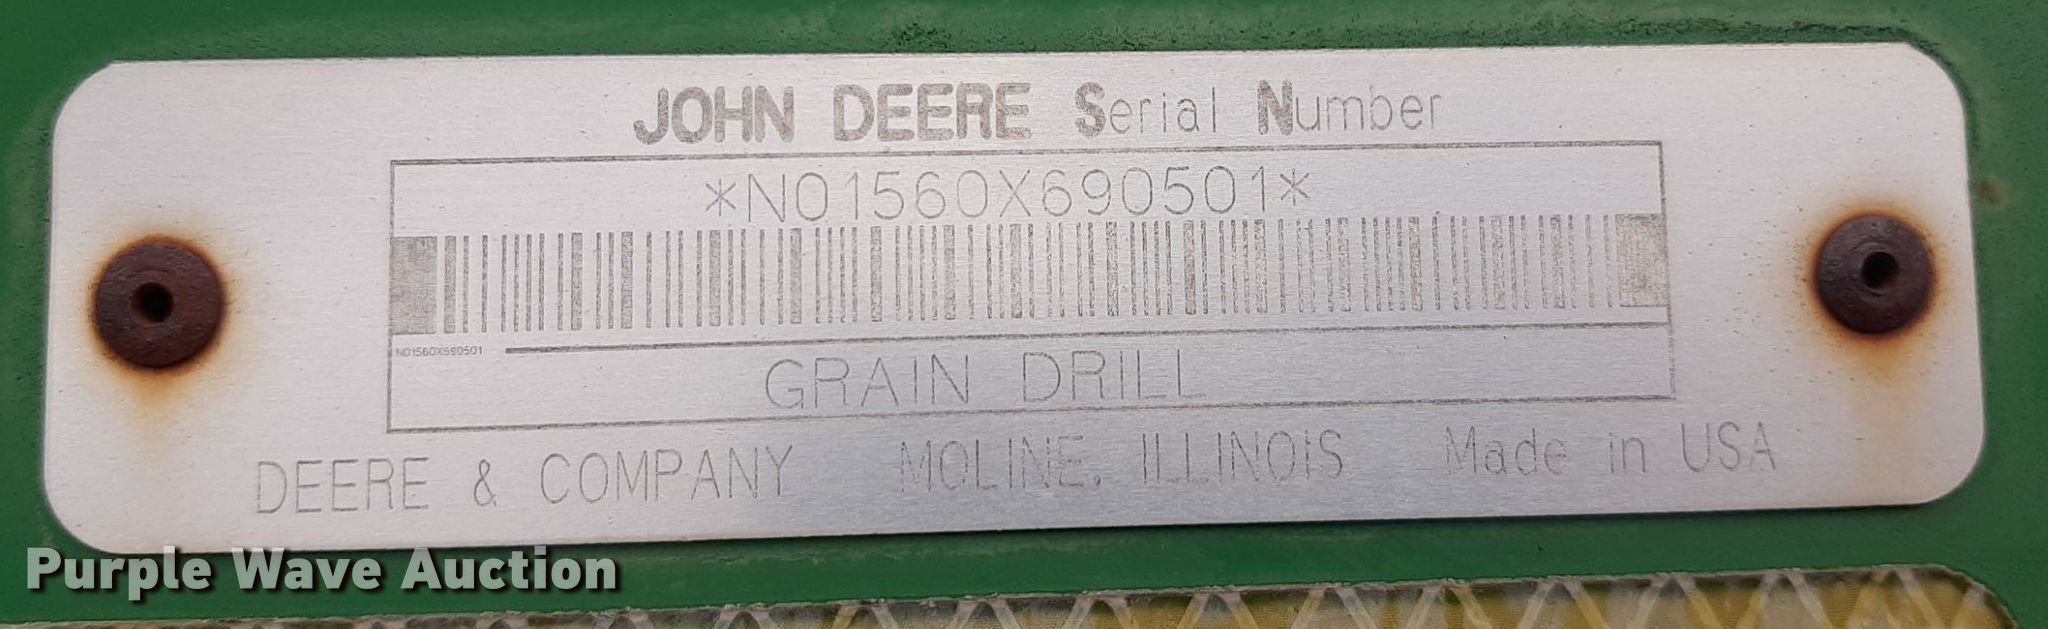 JOHN DEERE Serial Number
*N01560X690501*
N01560X690501
GRAIN DRILL
DEERE & COMPANY MOLINE, ILLINOIS Made in USA
Purple Wave Auction